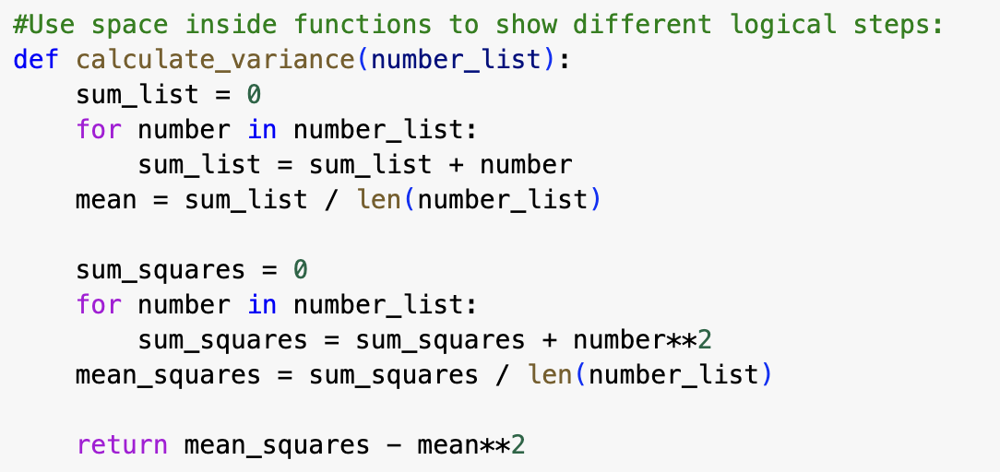 #Use space inside functions to show different logical steps:
def calculate_variance(number_list):
    sum_list = 0
    for number in number_list:
        sum_list = sum_list + number
    mean = sum_list / len(number_list)

    sum_squares = 0
    for number in number_list:
        sum_squares = sum_squares + number**2
    mean_squares = sum_squares / len(number_list)

    return mean_squares - mean**2